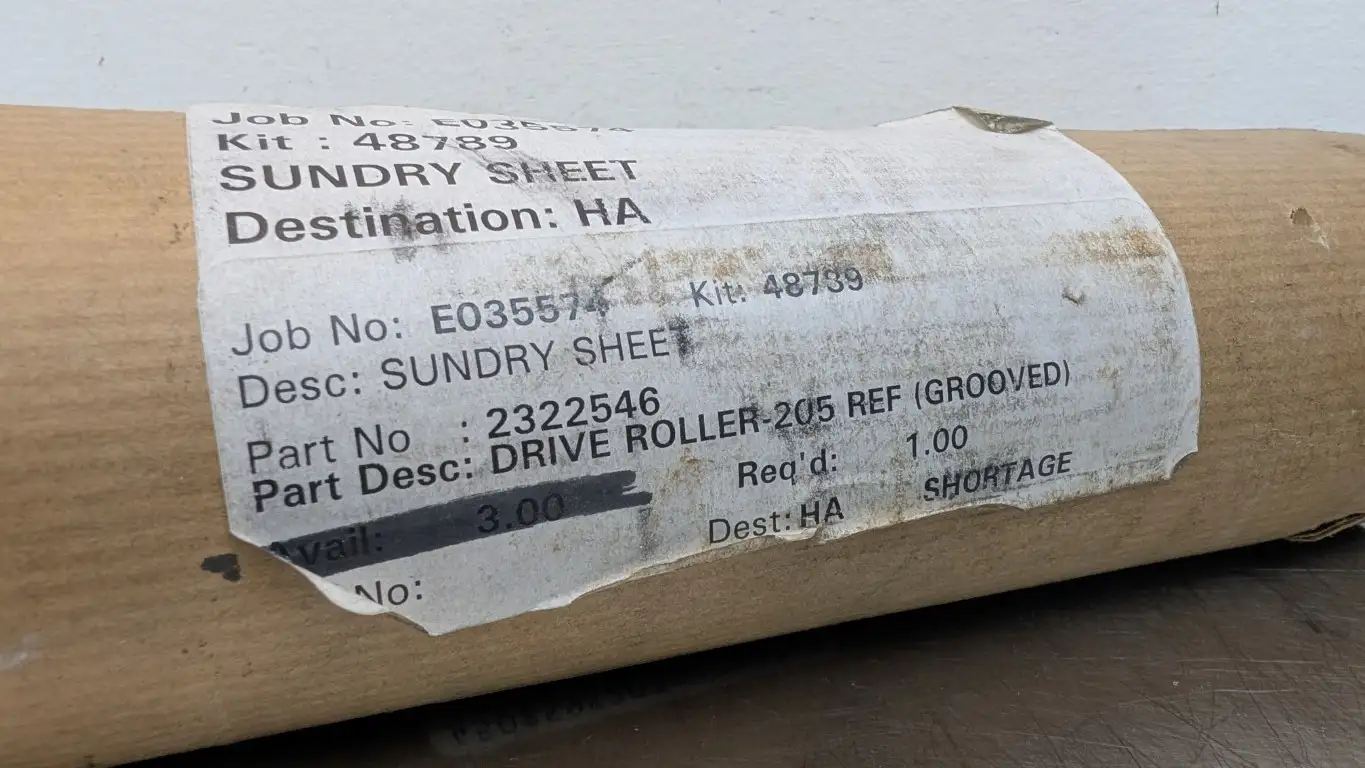 Job No: E035574
Kit : 48789
SUNDRY SHEET
Destination: HA
Job No: E035574 Kit: 48739
Desc: SUNDRY SHEET
Part No : 2322546
Part Desc: DRIVE ROLLER-205 REF (GROOVED)
Avail: 3.00 Req'd: 1.00
No: Dest: HA SHORTAGE